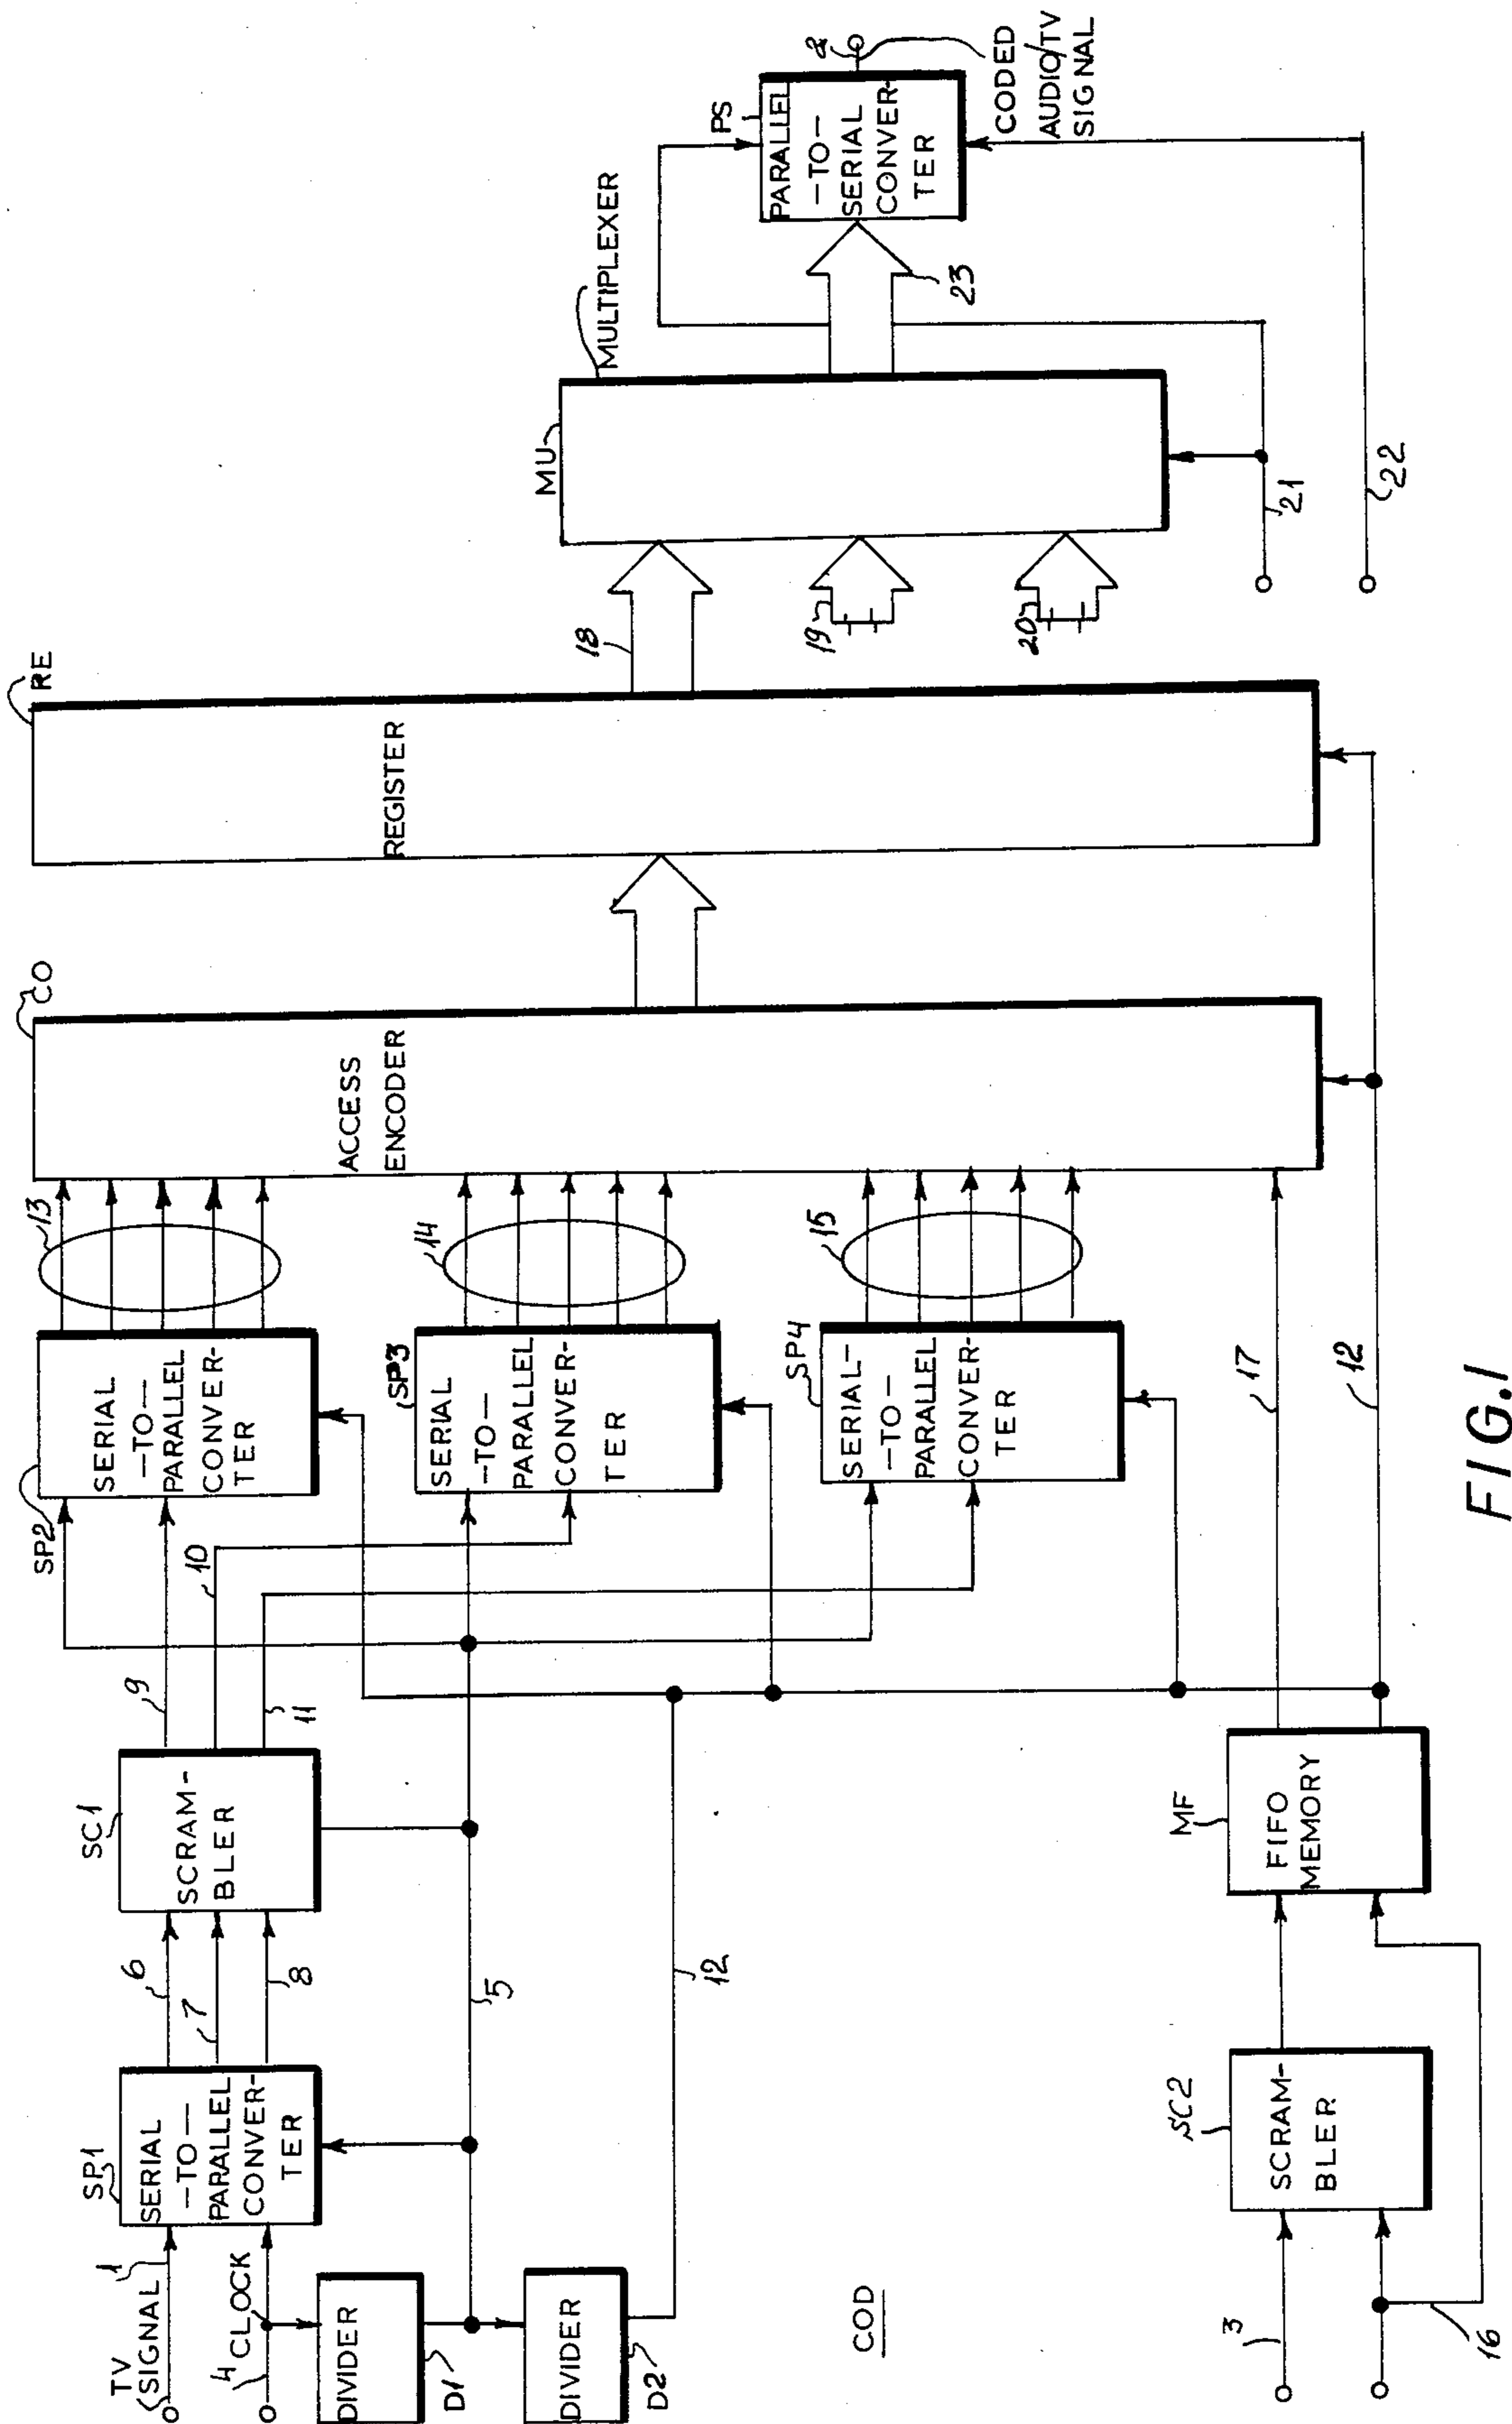 TV
SIGNAL
1
4 CLOCK
SP1
SERIAL
—TO—
PARALLEL
CONVER-
TER
DIVIDER
D1
DIVIDER
D2
6
7
8
5
12
SC1
SCRAM-
BLER
9
10
11
SP2
SERIAL
—TO—
PARALLEL
CONVER-
TER
SP3
SERIAL
—TO—
PARALLEL
CONVER-
TER
SP4
SERIAL—
—TO—
PARALLEL
CONVER-
TER
13
14
15
COD
3
16
SC2
SCRAM-
BLER
MF
FIFO
MEMORY
17
12
CO
ACCESS
ENCODER
RE
REGISTER
18
19
20
21
22
MU
MULTIPLEXER
23
PS
PARALLEL
—TO—
SERIAL
CONVER-
TER
2
CODED
AUDIO/TV
SIGNAL
FIG.1